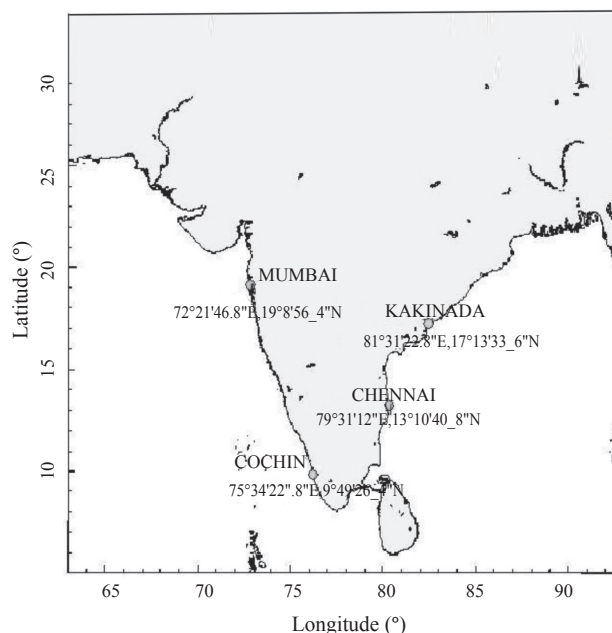 30
25
20
15
10
Latitude (°)
MUMBAI
72°21'46.8"E,19°8'56_4"N
KAKINADA
81°31'22.8"E,17°13'33_6"N
CHENNAI
79°31'12"E,13°10'40_8"N
COCHIN
75°34'22".8"E,9°49'26_4"N
65 70 75 80 85 90
Longitude (°)